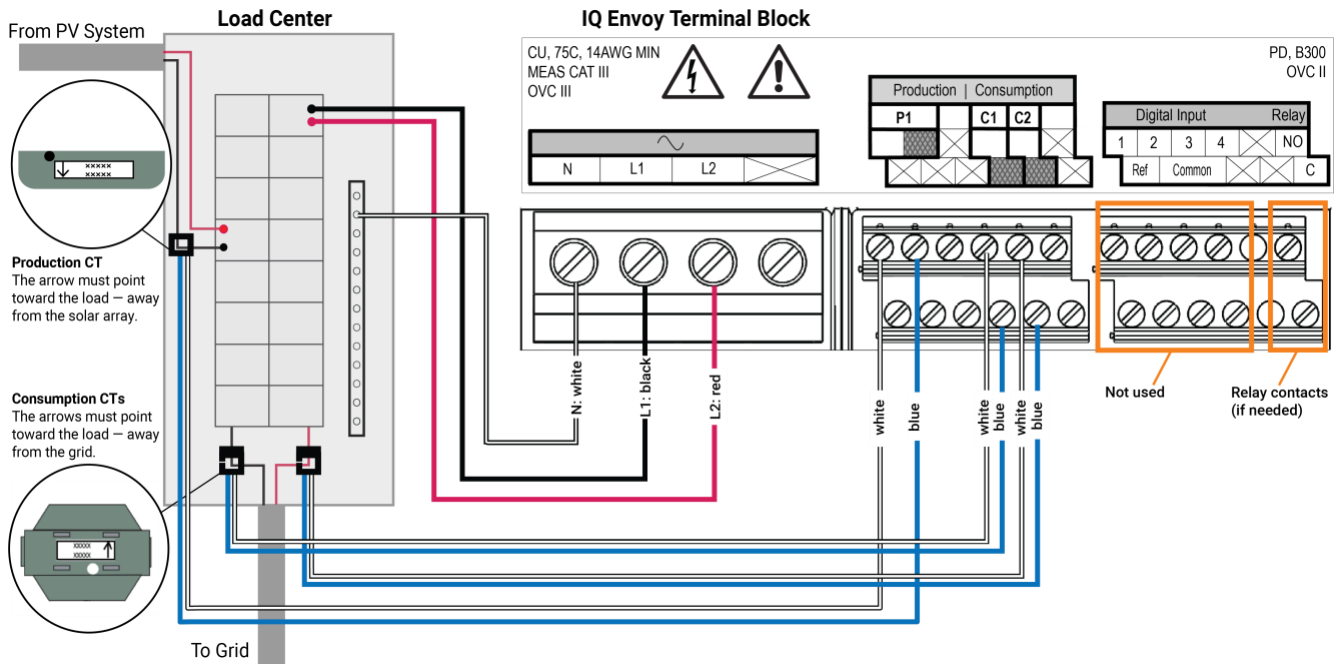 From PV System
Load Center
IQ Envoy Terminal Block
CU, 75C, 14AWG MIN
MEAS CAT III
OVC III
PD, B300
OVC II
Production | Consumption
P1
C1
C2
Digital Input
Relay
1
2
3
4
NO
Ref
Common
C
N
L1
L2
XXXXX
XXXXX
Production CT
The arrow must point
toward the load – away
from the solar array.
Consumption CTs
The arrows must point
toward the load – away
from the grid.
XXXXX
XXXXX
N: white
L1: black
L2: red
white
blue
white
blue
white
blue
Not used
Relay contacts
(if needed)
To Grid